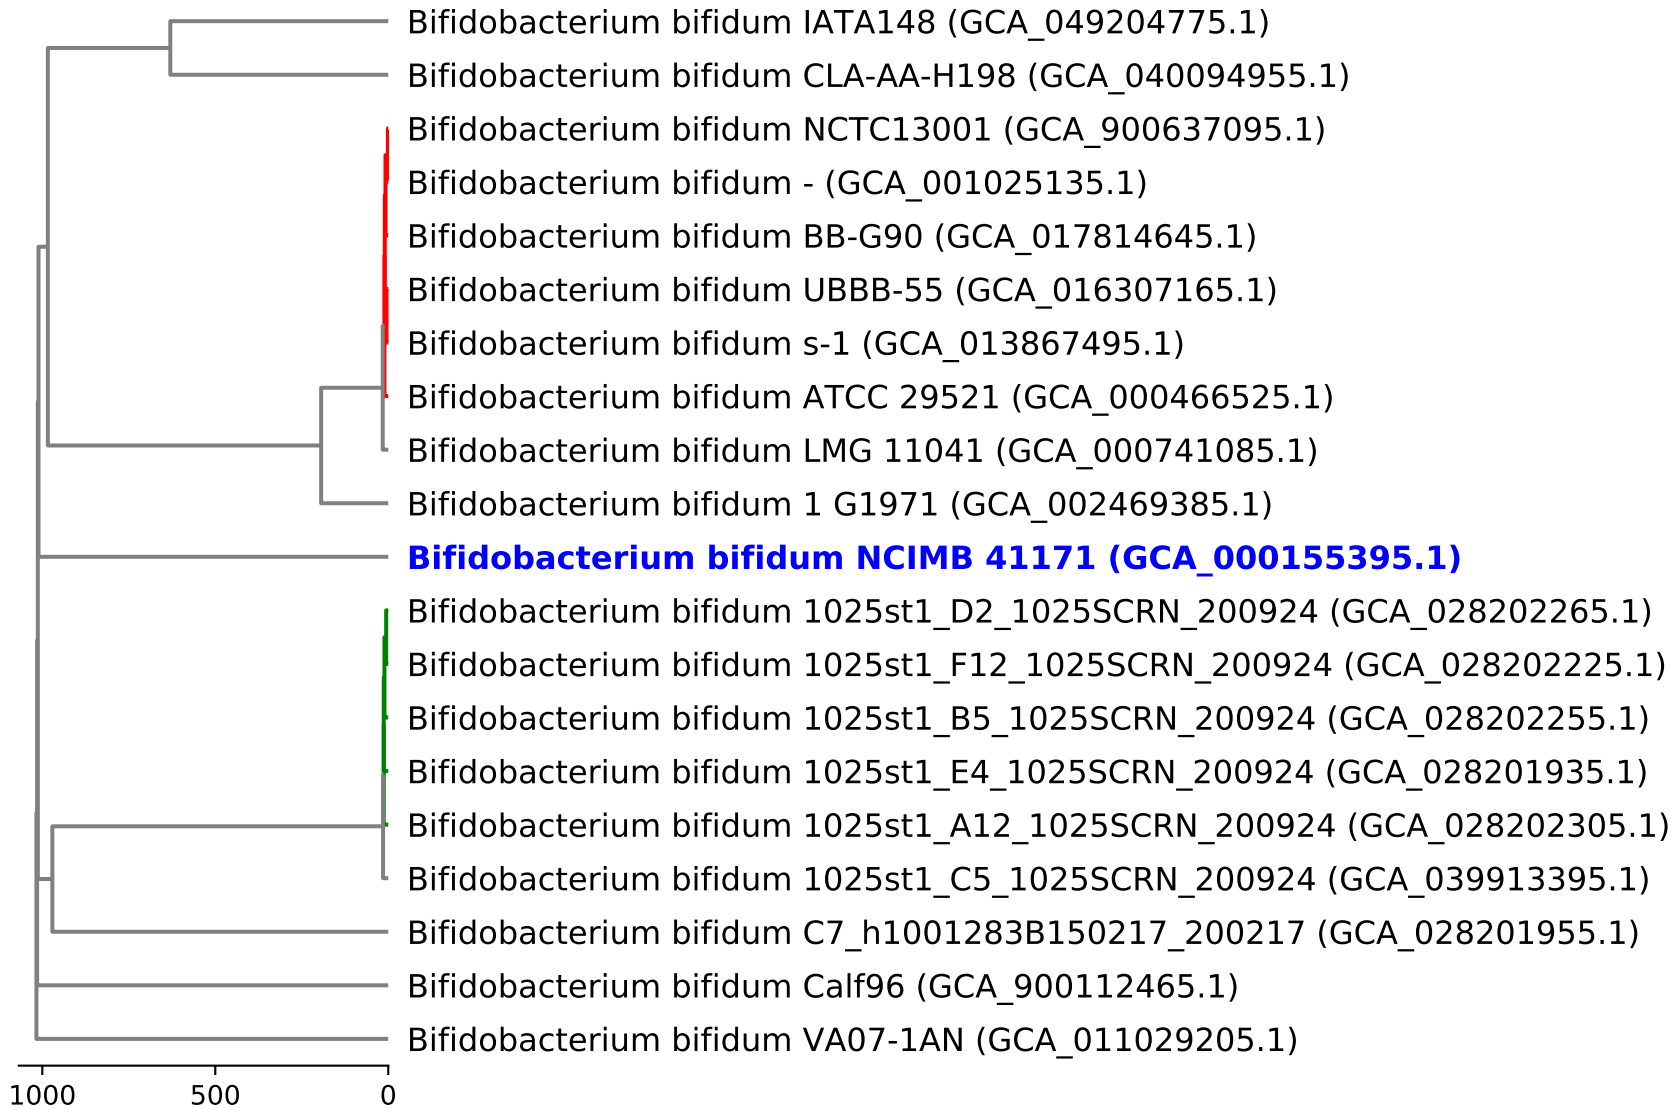 Bifidobacterium bifidum IATA148 (GCA_049204775.1)
Bifidobacterium bifidum CLA-AA-H198 (GCA_040094955.1)
Bifidobacterium bifidum NCTC13001 (GCA_900637095.1)
Bifidobacterium bifidum - (GCA_001025135.1)
Bifidobacterium bifidum BB-G90 (GCA_017814645.1)
Bifidobacterium bifidum UBBB-55 (GCA_016307165.1)
Bifidobacterium bifidum s-1 (GCA_013867495.1)
Bifidobacterium bifidum ATCC 29521 (GCA_000466525.1)
Bifidobacterium bifidum LMG 11041 (GCA_000741085.1)
Bifidobacterium bifidum 1 G1971 (GCA_002469385.1)
Bifidobacterium bifidum NCIMB 41171 (GCA_000155395.1)
Bifidobacterium bifidum 1025st1_D2_1025SCRN_200924 (GCA_028202265.1)
Bifidobacterium bifidum 1025st1_F12_1025SCRN_200924 (GCA_028202225.1)
Bifidobacterium bifidum 1025st1_B5_1025SCRN_200924 (GCA_028202255.1)
Bifidobacterium bifidum 1025st1_E4_1025SCRN_200924 (GCA_028201935.1)
Bifidobacterium bifidum 1025st1_A12_1025SCRN_200924 (GCA_028202305.1)
Bifidobacterium bifidum 1025st1_C5_1025SCRN_200924 (GCA_039913395.1)
Bifidobacterium bifidum C7_h1001283B150217_200217 (GCA_028201955.1)
Bifidobacterium bifidum Calf96 (GCA_900112465.1)
Bifidobacterium bifidum VA07-1AN (GCA_011029205.1)
1000 500 0